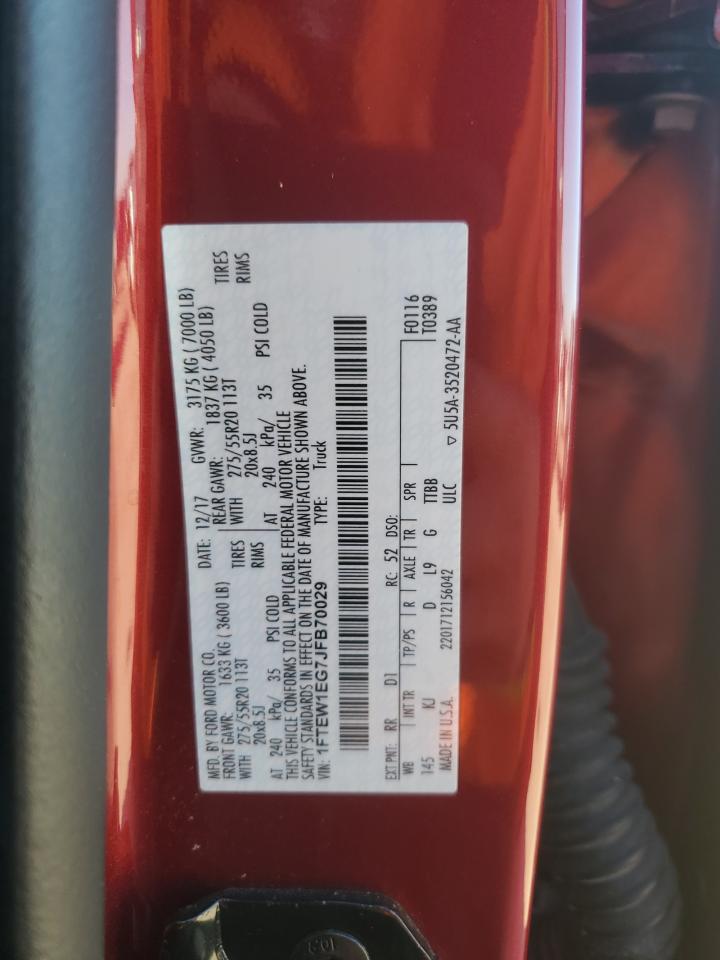 MFD. BY FORD MOTOR CO.
DATE: 12/17 GVWR: 3175 KG ( 7000 LB)
FRONT GAWR: 1633 KG ( 3600 LB) REAR GAWR: 1837 KG ( 4050 LB)
WITH 275/55R20 113T TIRES WITH 275/55R20 113T TIRES
20x8.5J RIMS 20x8.5J RIMS
AT 240 kPa/ 35 PSI COLD AT 240 kPa/ 35 PSI COLD
THIS VEHICLE CONFORMS TO ALL APPLICABLE FEDERAL MOTOR VEHICLE
SAFETY STANDARDS IN EFFECT ON THE DATE OF MANUFACTURE SHOWN ABOVE.
VIN: 1FTEW1EG7JFB70029 TYPE: Truck
EXT PNT: RR D1 RC: 52 DSO: F0116
WB INT TR TP/PS R AXLE TR SPR T0389
145 KJ D L9 G TTBB
MADE IN U.S.A. 2201712156042 ULC ▽ 5U5A-3520472-AA